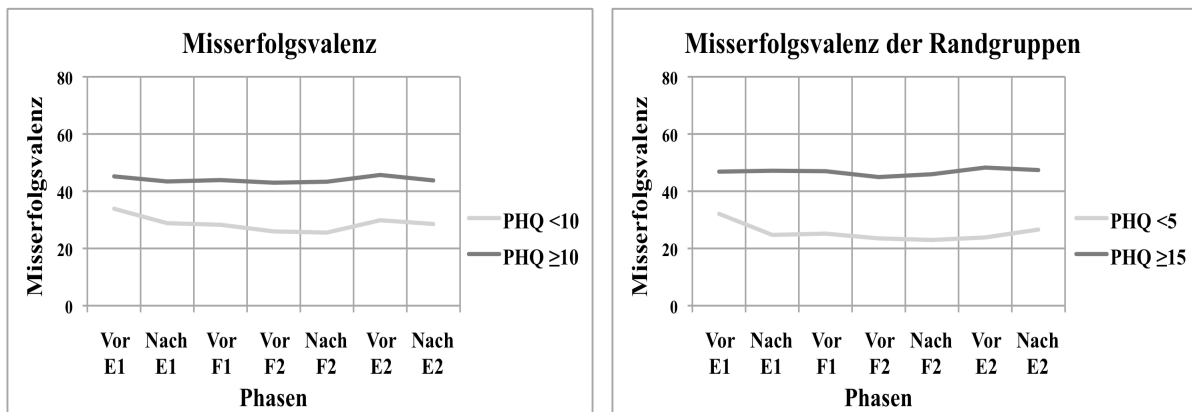 Misserfolgsvalenz
Misserfolgsvalenz
80
60
40
20
0
Vor E1
Nach E1
Vor F1
Vor F2
Nach F2
Vor E2
Nach E2
Phasen
PHQ <10
PHQ ≥10
Misserfolgsvalenz der Randgruppen
Misserfolgsvalenz
80
60
40
20
0
Vor E1
Nach E1
Vor F1
Vor F2
Nach F2
Vor E2
Nach E2
Phasen
PHQ <5
PHQ ≥15